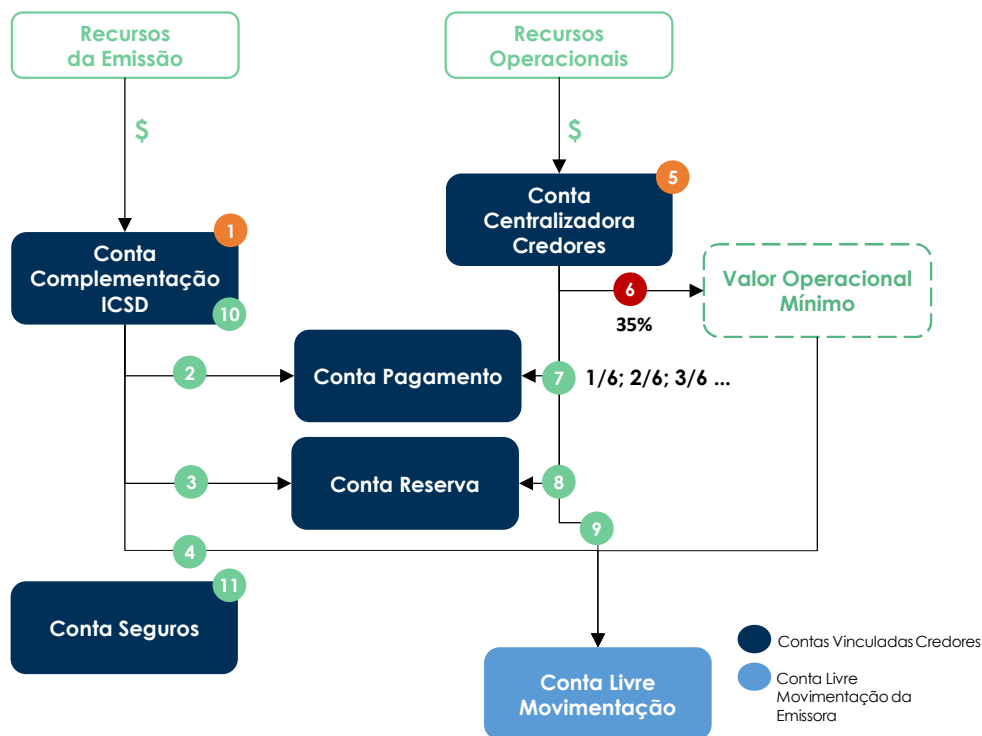 Recursos
da Emissão
Recursos
Operacionais
$
$
Conta
Centralizadora
Credores
5
1
Conta
Complementação
ICSD
10
6
35%
Valor Operacional
Mínimo
2
Conta Pagamento
7
1/6; 2/6; 3/6 ...
3
Conta Reserva
8
9
4
11
Conta Seguros
Conta Livre
Movimentação
Contas Vinculadas Credores
Conta Livre
Movimentação da
Emissora